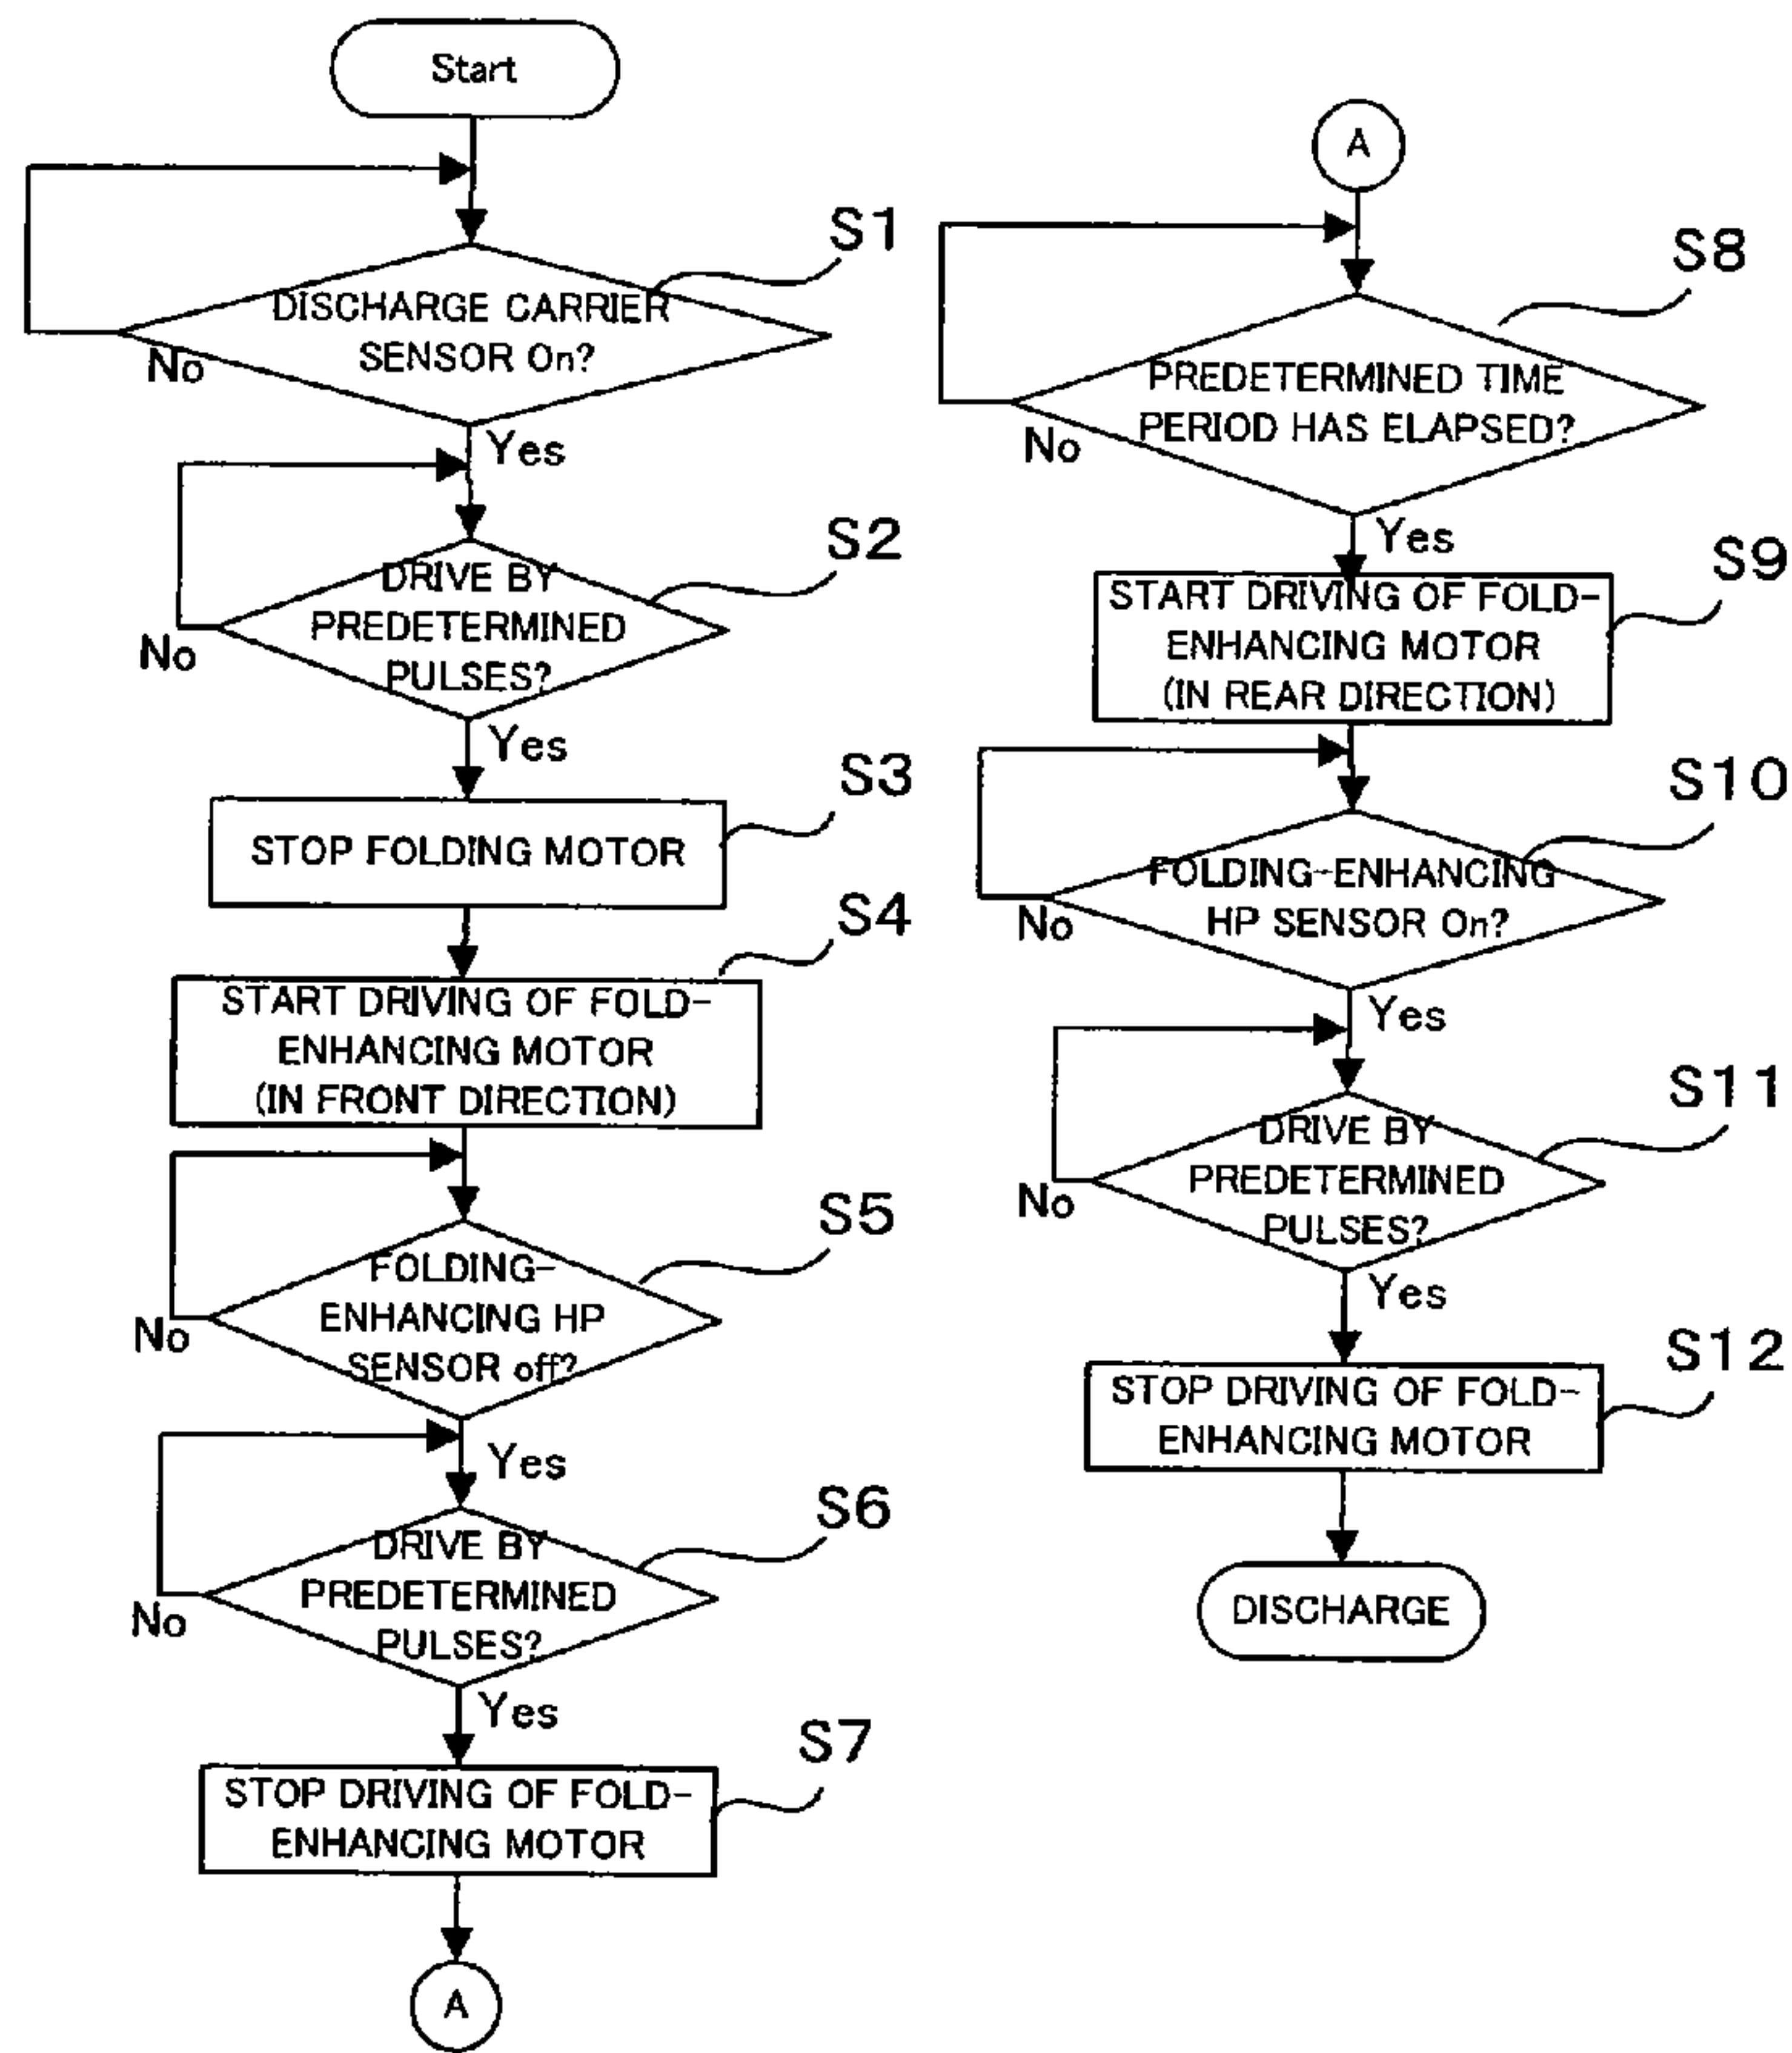 Start
S1
DISCHARGE CARRIER
SENSOR On?
No
Yes
S2
DRIVE BY
PREDETERMINED
PULSES?
No
Yes
S3
STOP FOLDING MOTOR
S4
START DRIVING OF FOLD-
ENHANCING MOTOR
(IN FRONT DIRECTION)
S5
FOLDING-
ENHANCING HP
SENSOR off?
No
Yes
S6
DRIVE BY
PREDETERMINED
PULSES?
No
Yes
S7
STOP DRIVING OF FOLD-
ENHANCING MOTOR
A
A
S8
PREDETERMINED TIME
PERIOD HAS ELAPSED?
No
Yes
S9
START DRIVING OF FOLD-
ENHANCING MOTOR
(IN REAR DIRECTION)
S10
FOLDING-ENHANCING
HP SENSOR On?
No
Yes
S11
DRIVE BY
PREDETERMINED
PULSES?
No
Yes
S12
STOP DRIVING OF FOLD-
ENHANCING MOTOR
DISCHARGE